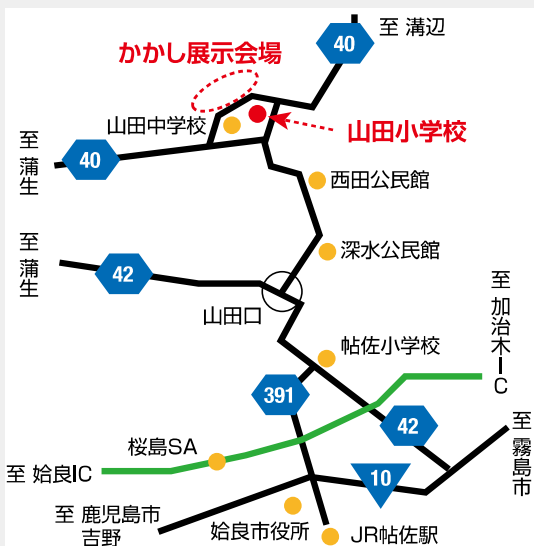 至 溝辺
40
かかし展示会場
山田中学校
山田小学校
至 蒲生
40
西田公民館
至 蒲生
42
深水公民館
山田口
至 加治木IC
帖佐小学校
391
42
桜島SA
至 霧島市
至 姶良IC
10
至 鹿児島市
吉野
姶良市役所
JR帖佐駅